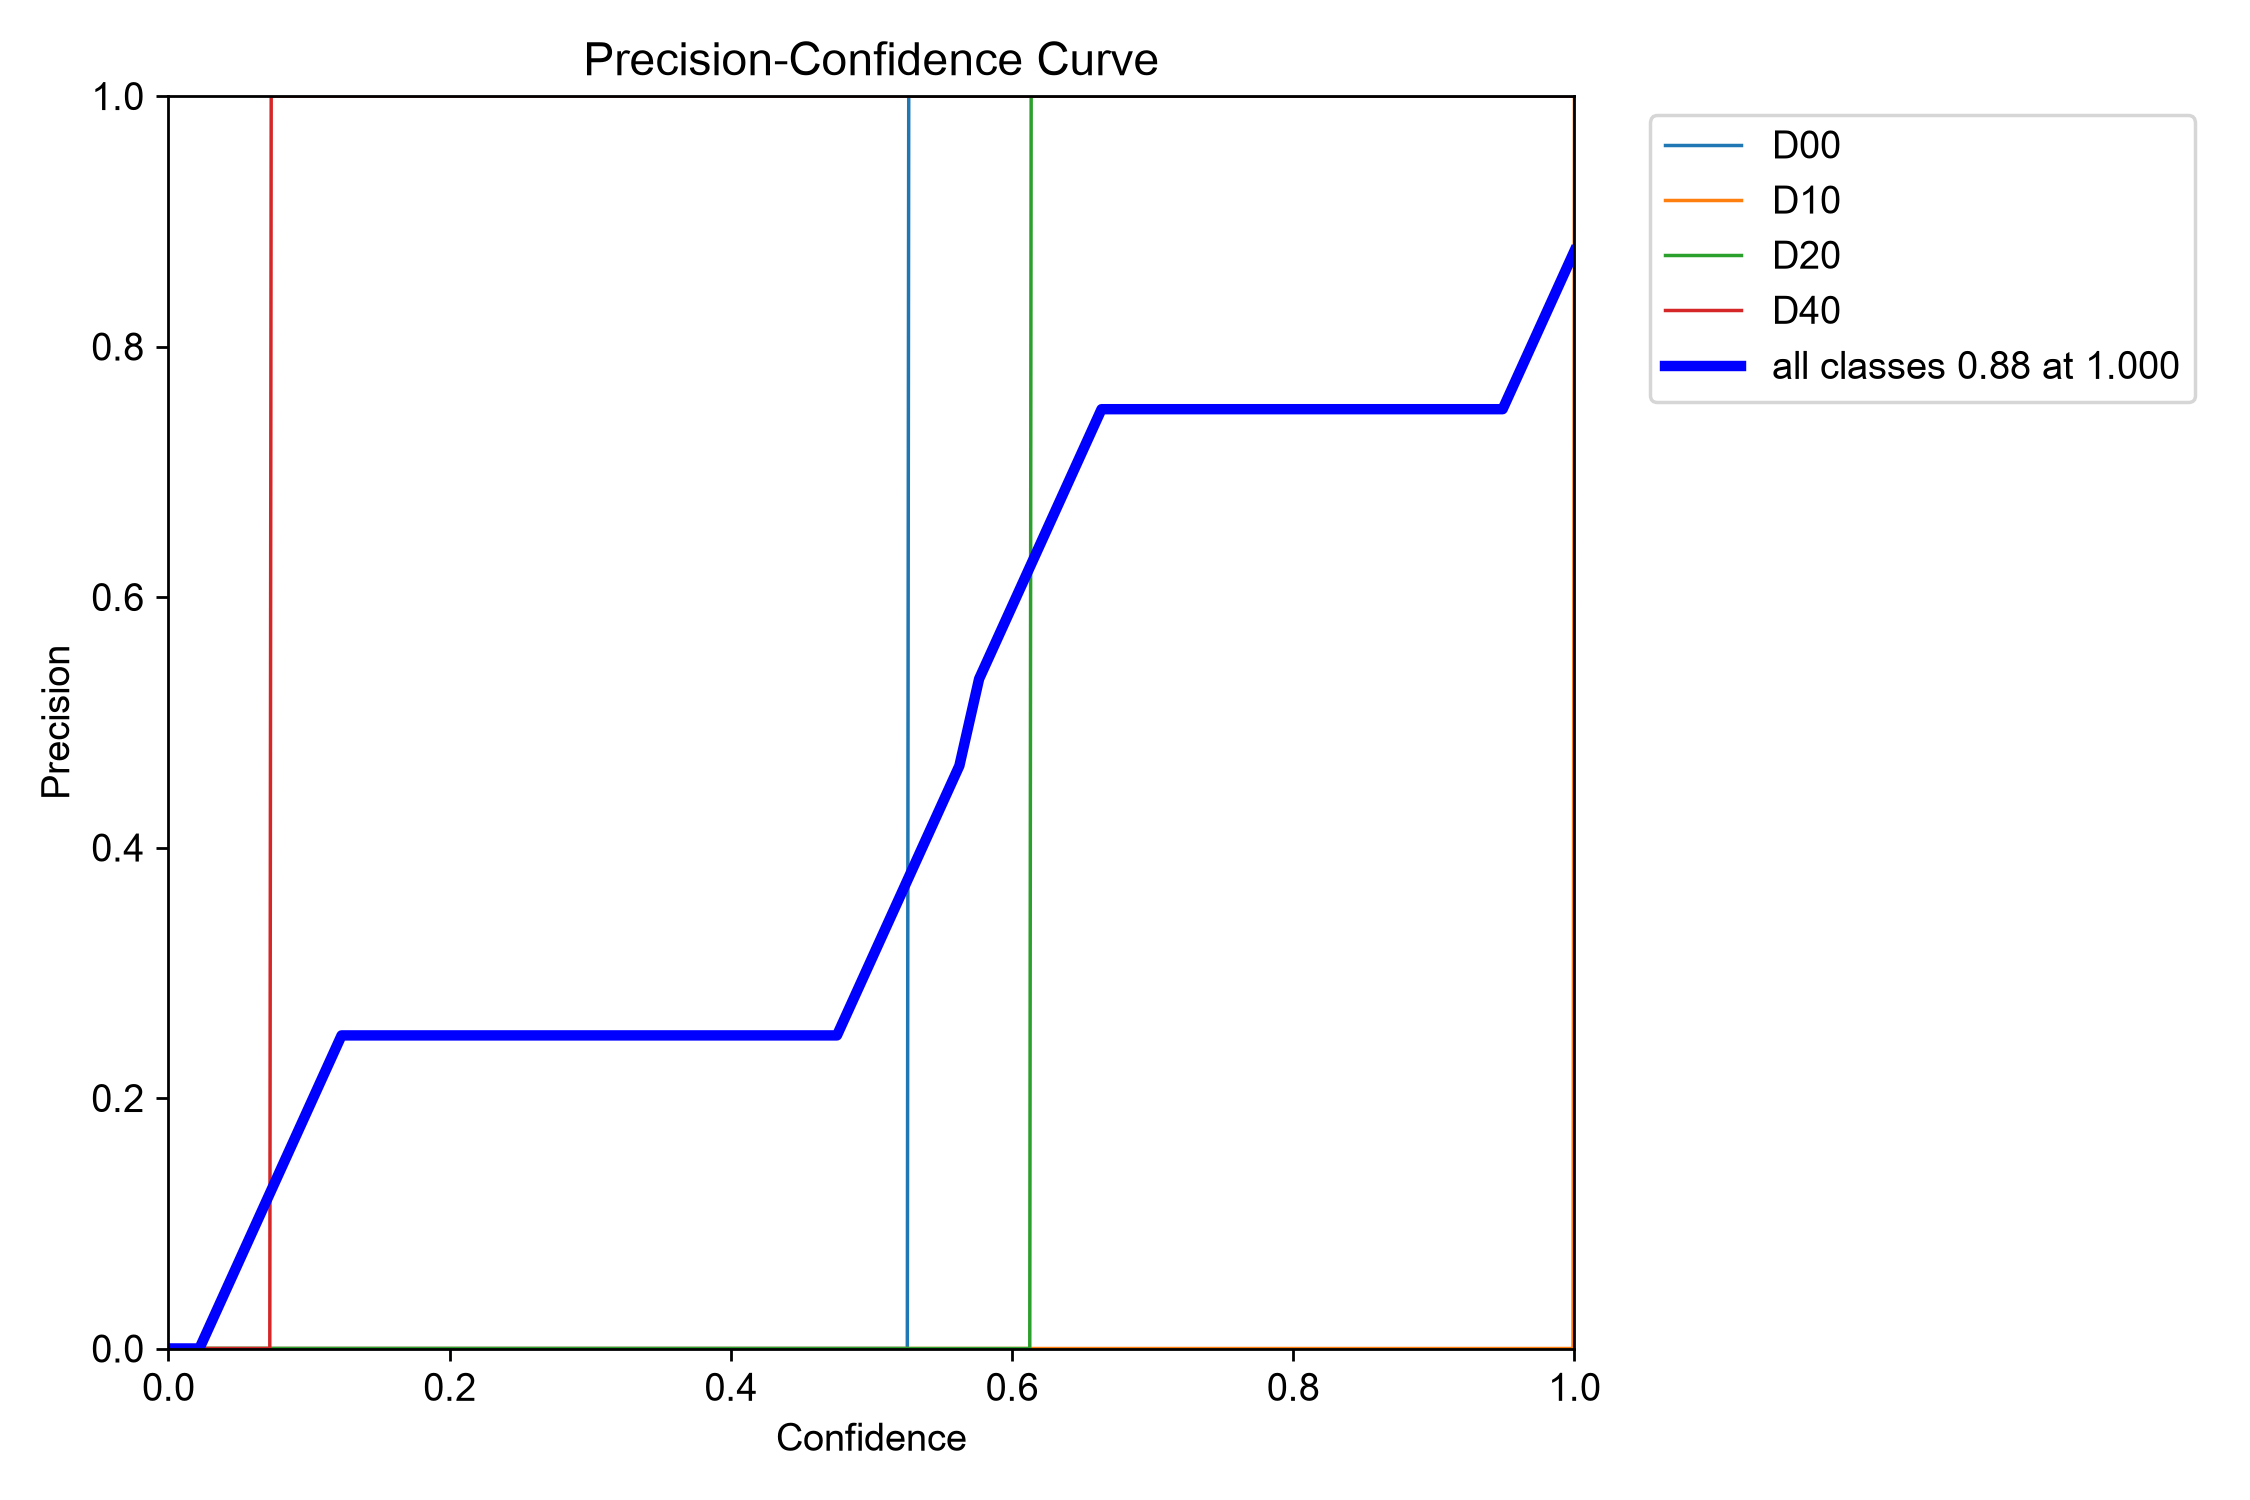 Precision-Confidence Curve
1.0
0.8
0.6
0.4
0.2
0.0
Precision
0.0 0.2 0.4 0.6 0.8 1.0
Confidence
D00
D10
D20
D40
all classes 0.88 at 1.000